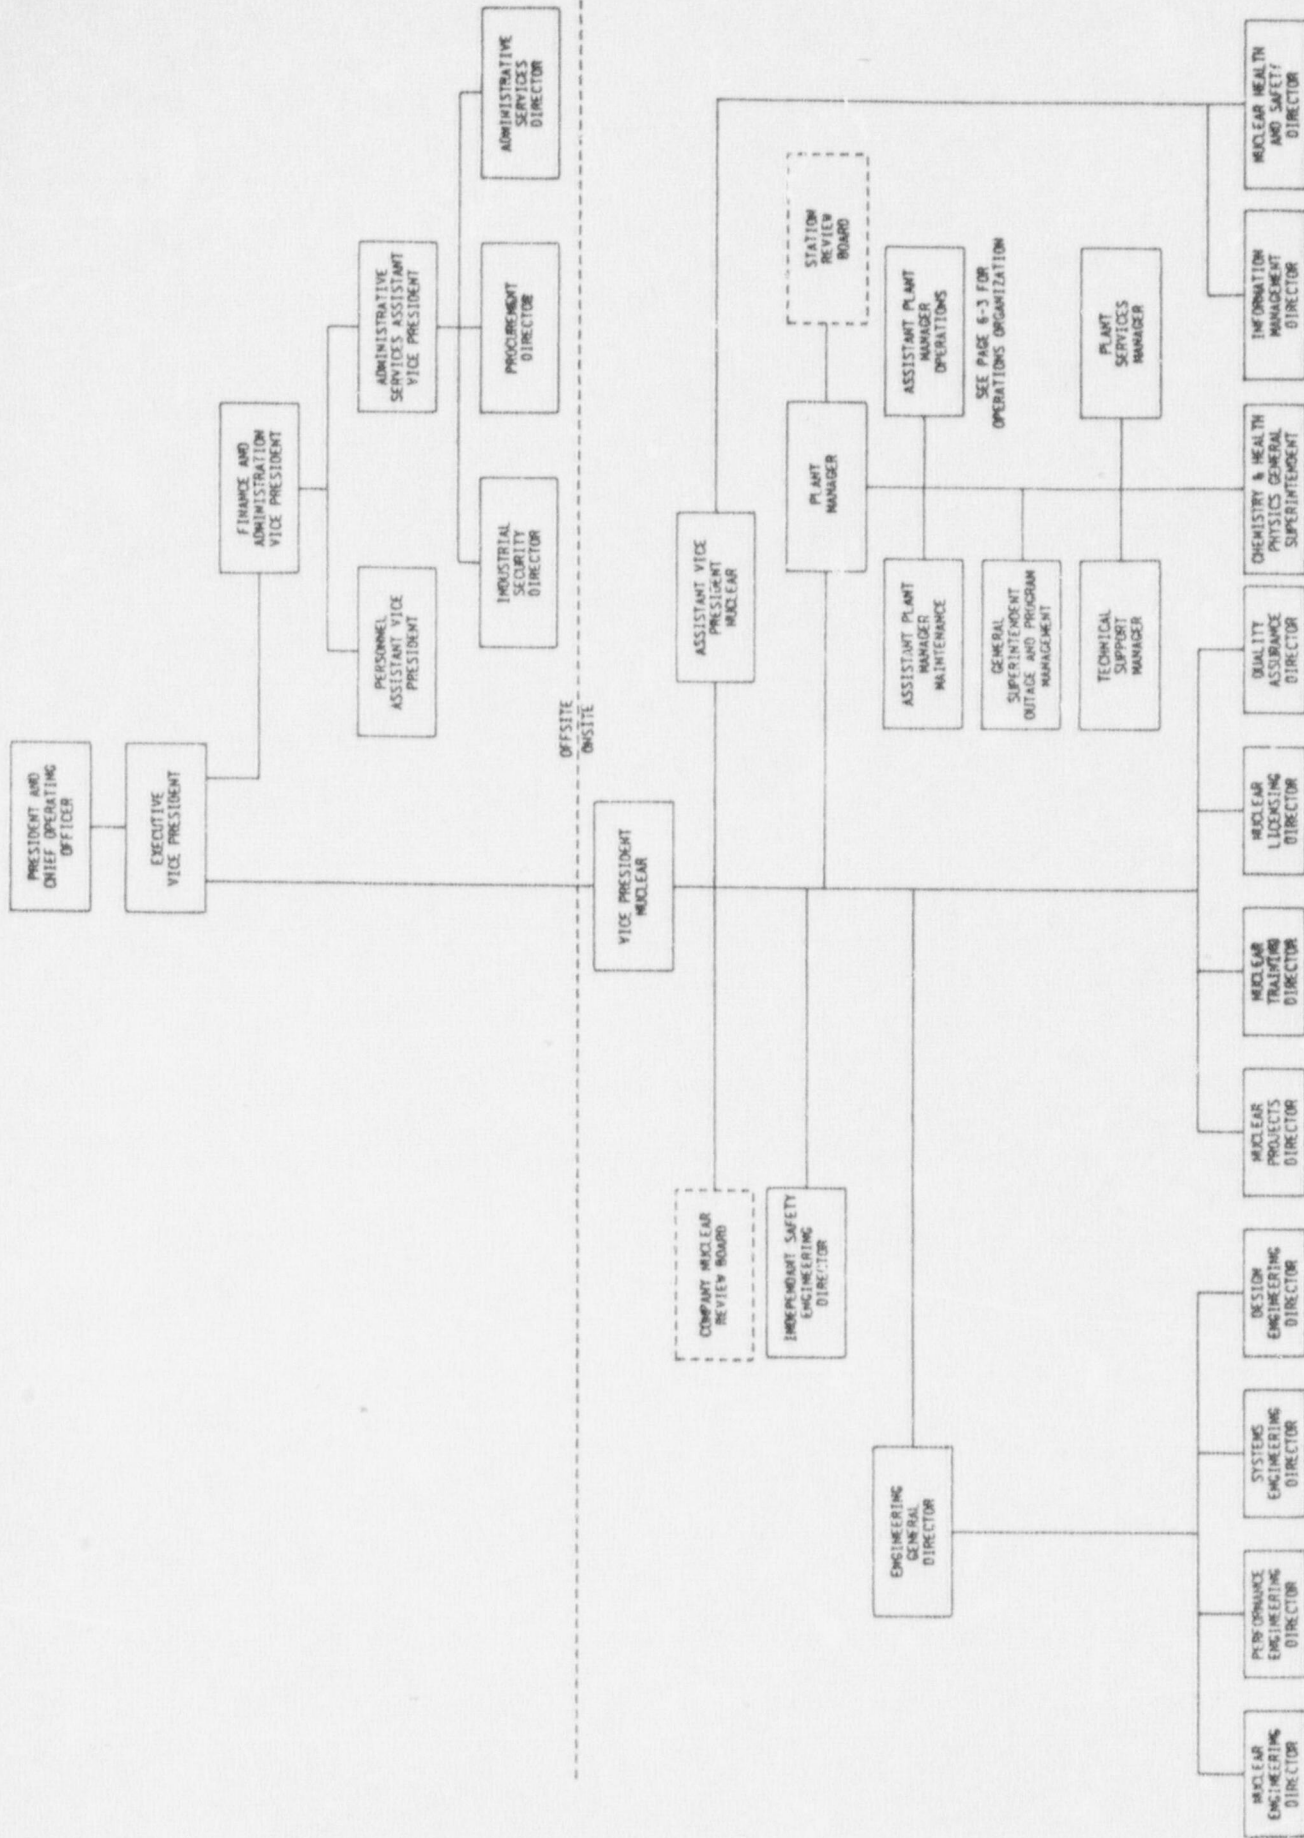 PRESIDENT AND
CHIEF OPERATING
OFFICER
EXECUTIVE
VICE PRESIDENT
FINANCE AND
ADMINISTRATION
VICE PRESIDENT
PERSONNEL
ASSISTANT VICE
PRESIDENT
ADMINISTRATIVE
SERVICES ASSISTANT
VICE PRESIDENT
INDUSTRIAL
SECURITY
DIRECTOR
PROCUREMENT
DIRECTOR
ADMINISTRATIVE
SERVICES
DIRECTOR
OFFSITE
ONSITE
VICE PRESIDENT
NUCLEAR
COMPANY NUCLEAR
REVIEW BOARD
ASSISTANT VICE
PRESIDENT
NUCLEAR
INDEPENDANT SAFETY
ENGINEERING
DIRECTOR
PLANT
MANAGER
STATION
REVIEW
BOARD
ENGINEERING
GENERAL
DIRECTOR
ASSISTANT PLANT
MANAGER
MAINTENANCE
ASSISTANT PLANT
MANAGER
OPERATIONS
SEE PAGE 6-3 FOR
OPERATIONS ORGANIZATION
GENERAL
SUPERINTENDENT
OUTAGE AND PROGRAM
MANAGEMENT
TECHNICAL
SUPPORT
MANAGER
PLANT
SERVICES
MANAGER
NUCLEAR
ENGINEERING
DIRECTOR
PERFORMANCE
ENGINEERING
DIRECTOR
SYSTEMS
ENGINEERING
DIRECTOR
DESIGN
ENGINEERING
DIRECTOR
NUCLEAR
PROJECTS
DIRECTOR
NUCLEAR
TRAINING
DIRECTOR
NUCLEAR
LICENSING
DIRECTOR
QUALITY
ASSURANCE
DIRECTOR
CHEMISTRY & HEALTH
PHYSICS GENERAL
SUPERINTENDENT
INFORMATION
MANAGEMENT
DIRECTOR
NUCLEAR HEALTH
AND SAFETY
DIRECTOR